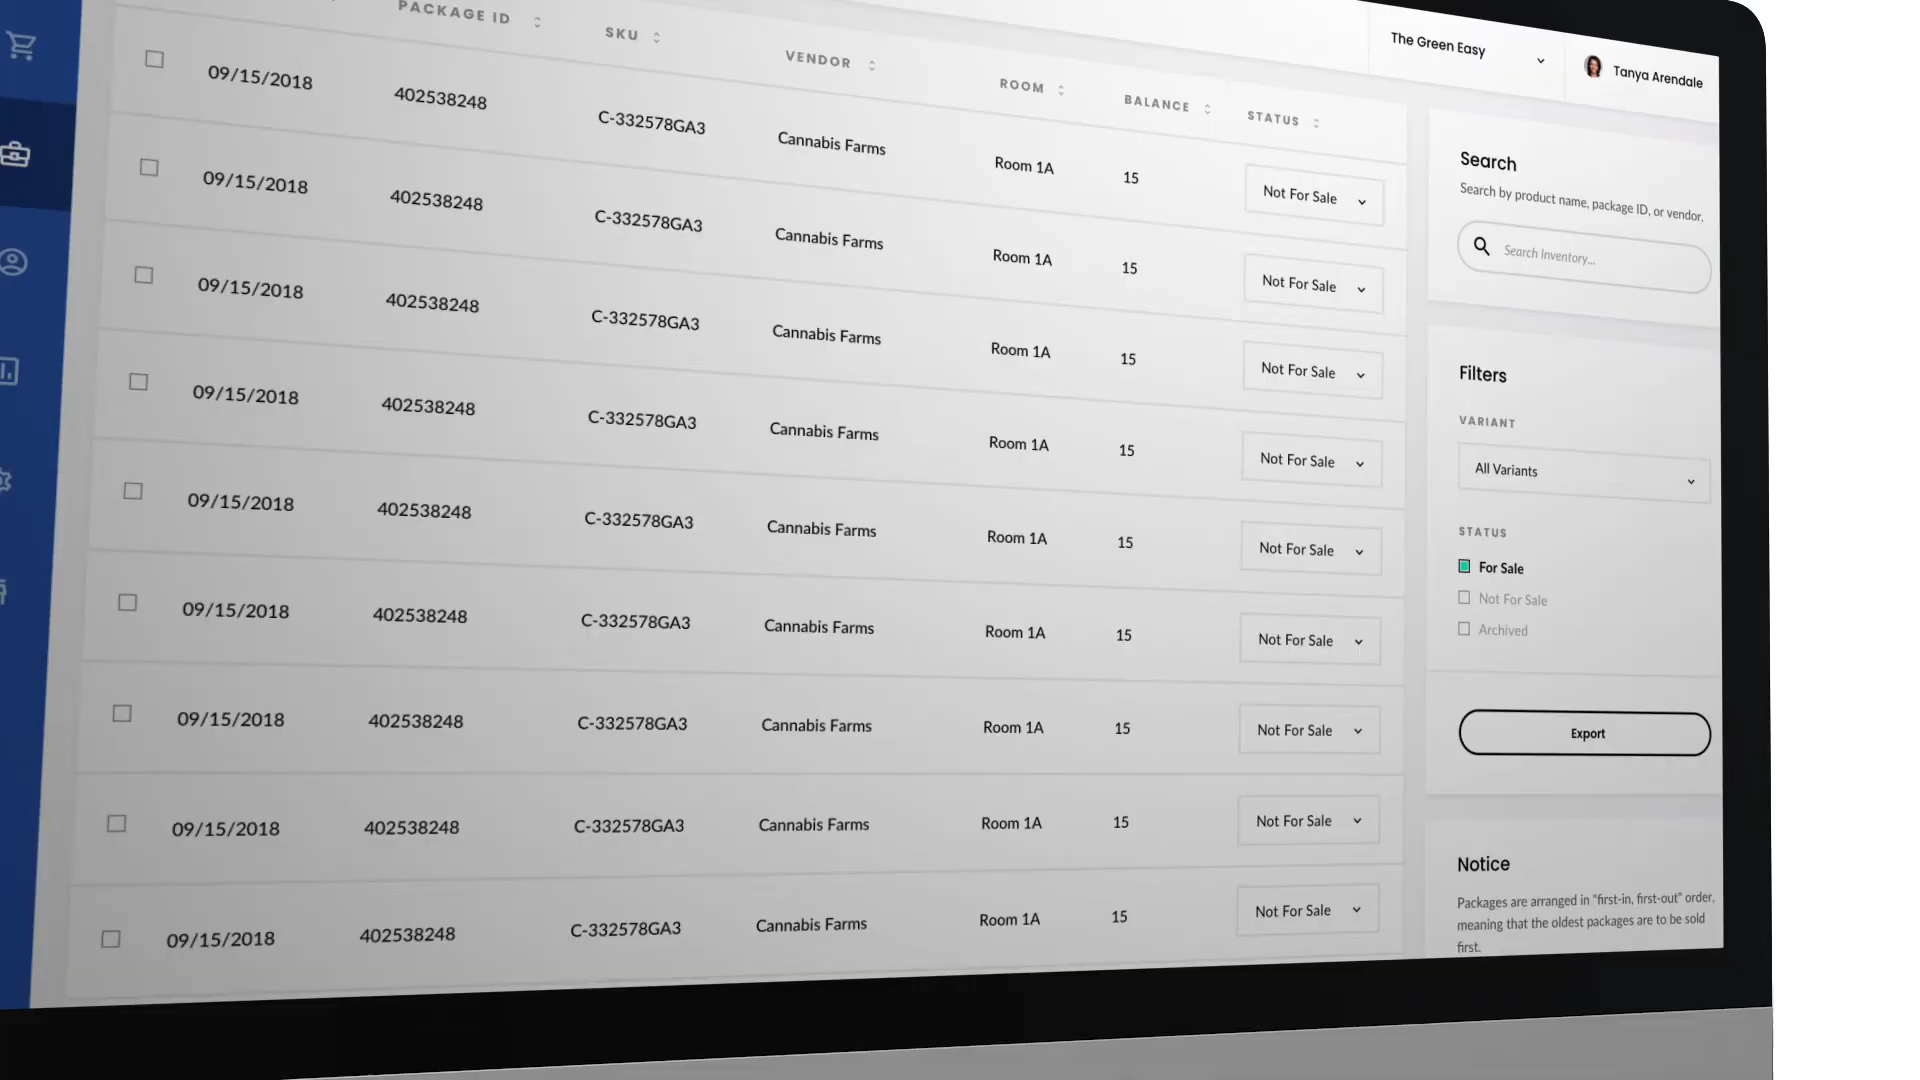 The Green Easy
Tanya Arendale
PACKAGE ID SKU VENDOR ROOM BALANCE STATUS
09/15/2018 402538248 C-332578GA3 Cannabis Farms Room 1A 15 Not For Sale
09/15/2018 402538248 C-332578GA3 Cannabis Farms Room 1A 15 Not For Sale
09/15/2018 402538248 C-332578GA3 Cannabis Farms Room 1A 15 Not For Sale
09/15/2018 402538248 C-332578GA3 Cannabis Farms Room 1A 15 Not For Sale
09/15/2018 402538248 C-332578GA3 Cannabis Farms Room 1A 15 Not For Sale
09/15/2018 402538248 C-332578GA3 Cannabis Farms Room 1A 15 Not For Sale
09/15/2018 402538248 C-332578GA3 Cannabis Farms Room 1A 15 Not For Sale
09/15/2018 402538248 C-332578GA3 Cannabis Farms Room 1A 15 Not For Sale
09/15/2018 402538248 C-332578GA3 Cannabis Farms Room 1A 15 Not For Sale
Search
Search by product name, package ID, or vendor.
Search Inventory...
Filters
VARIANT
All Variants
STATUS
For Sale
Not For Sale
Archived
Export
Notice
Packages are arranged in "first-in, first-out" order,
meaning that the oldest packages are to be sold
first.